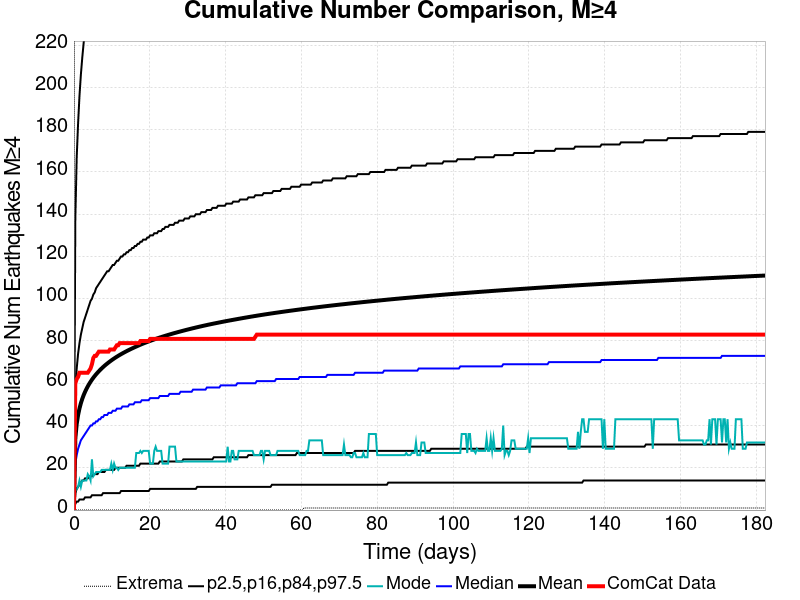 Cumulative Number Comparison, M≥4
Cumulative Num Earthquakes M≥4
220
200
180
160
140
120
100
80
60
40
20
0
0 20 40 60 80 100 120 140 160 180
Time (days)
Extrema p2.5,p16,p84,p97.5 Mode Median Mean ComCat Data